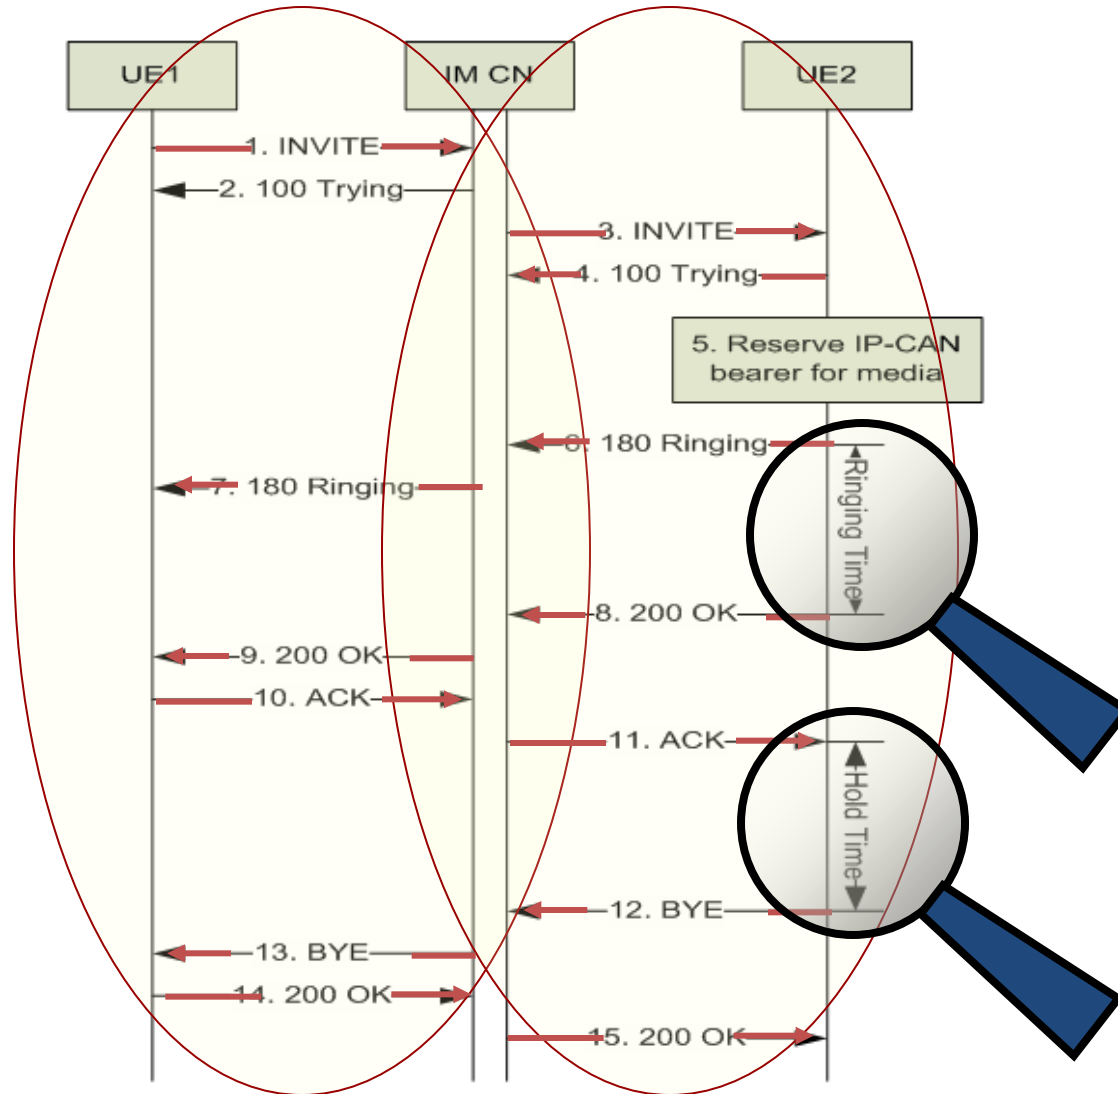 UE1
IM CN
UE2
1. INVITE
2. 100 Trying
3. INVITE
4. 100 Trying
5. Reserve IP-CAN
bearer for media
6. 180 Ringing
7. 180 Ringing
Ringing Time
8. 200 OK
9. 200 OK
10. ACK
11. ACK
Hold Time
12. BYE
13. BYE
14. 200 OK
15. 200 OK